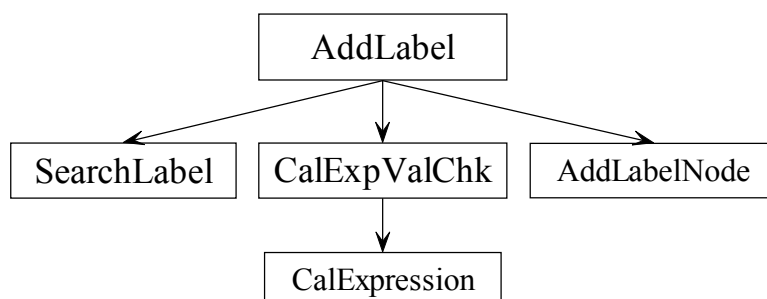 AddLabel
SearchLabel
CalExpValChk
AddLabelNode
CalExpression